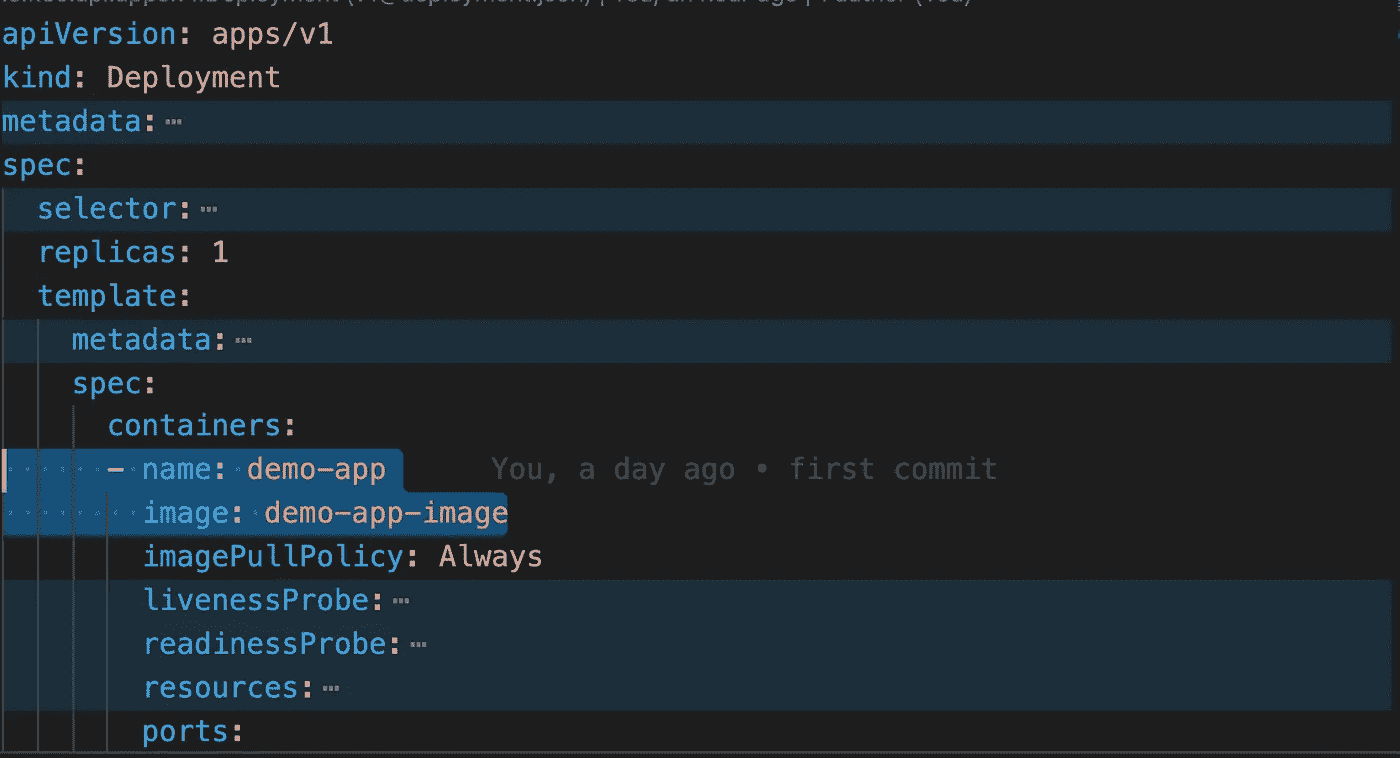 apiVersion: apps/v1
kind: Deployment
metadata: ⋯
spec:
  selector: ⋯
  replicas: 1
  template:
    metadata: ⋯
    spec:
      containers:
      - name: demo-app You, a day ago • first commit
        image: demo-app-image
        imagePullPolicy: Always
        livenessProbe: ⋯
        readinessProbe: ⋯
        resources: ⋯
        ports: